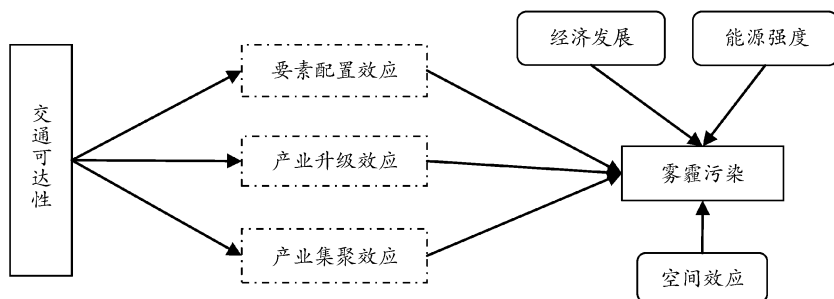 经济发展
能源强度
要素配置效应
交通可达性
产业升级效应
雾霾污染
产业集聚效应
空间效应